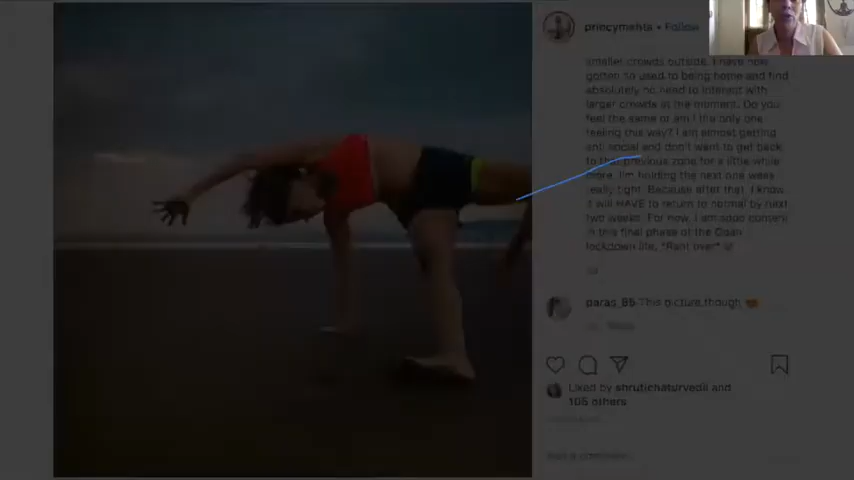 princymehta • Follow
smaller crowds outside. I have now
gotten so used to being home and find
absolutely no need to interact with
larger crowds at the moment. Do you
feel the same or am I the only one
feeling this way? I am almost getting
anti social and don't want to get back
to that previous zone for a little while
more. I'm holding the next one week
really tight. Because after that, I know
it will HAVE to return to normal by next
two weeks. For now, I am sooo content
in this final phase of the Goan
lockdown life. *Rant over*
paras_85 This picture though
Liked by shrutichaturvedii and
105 others